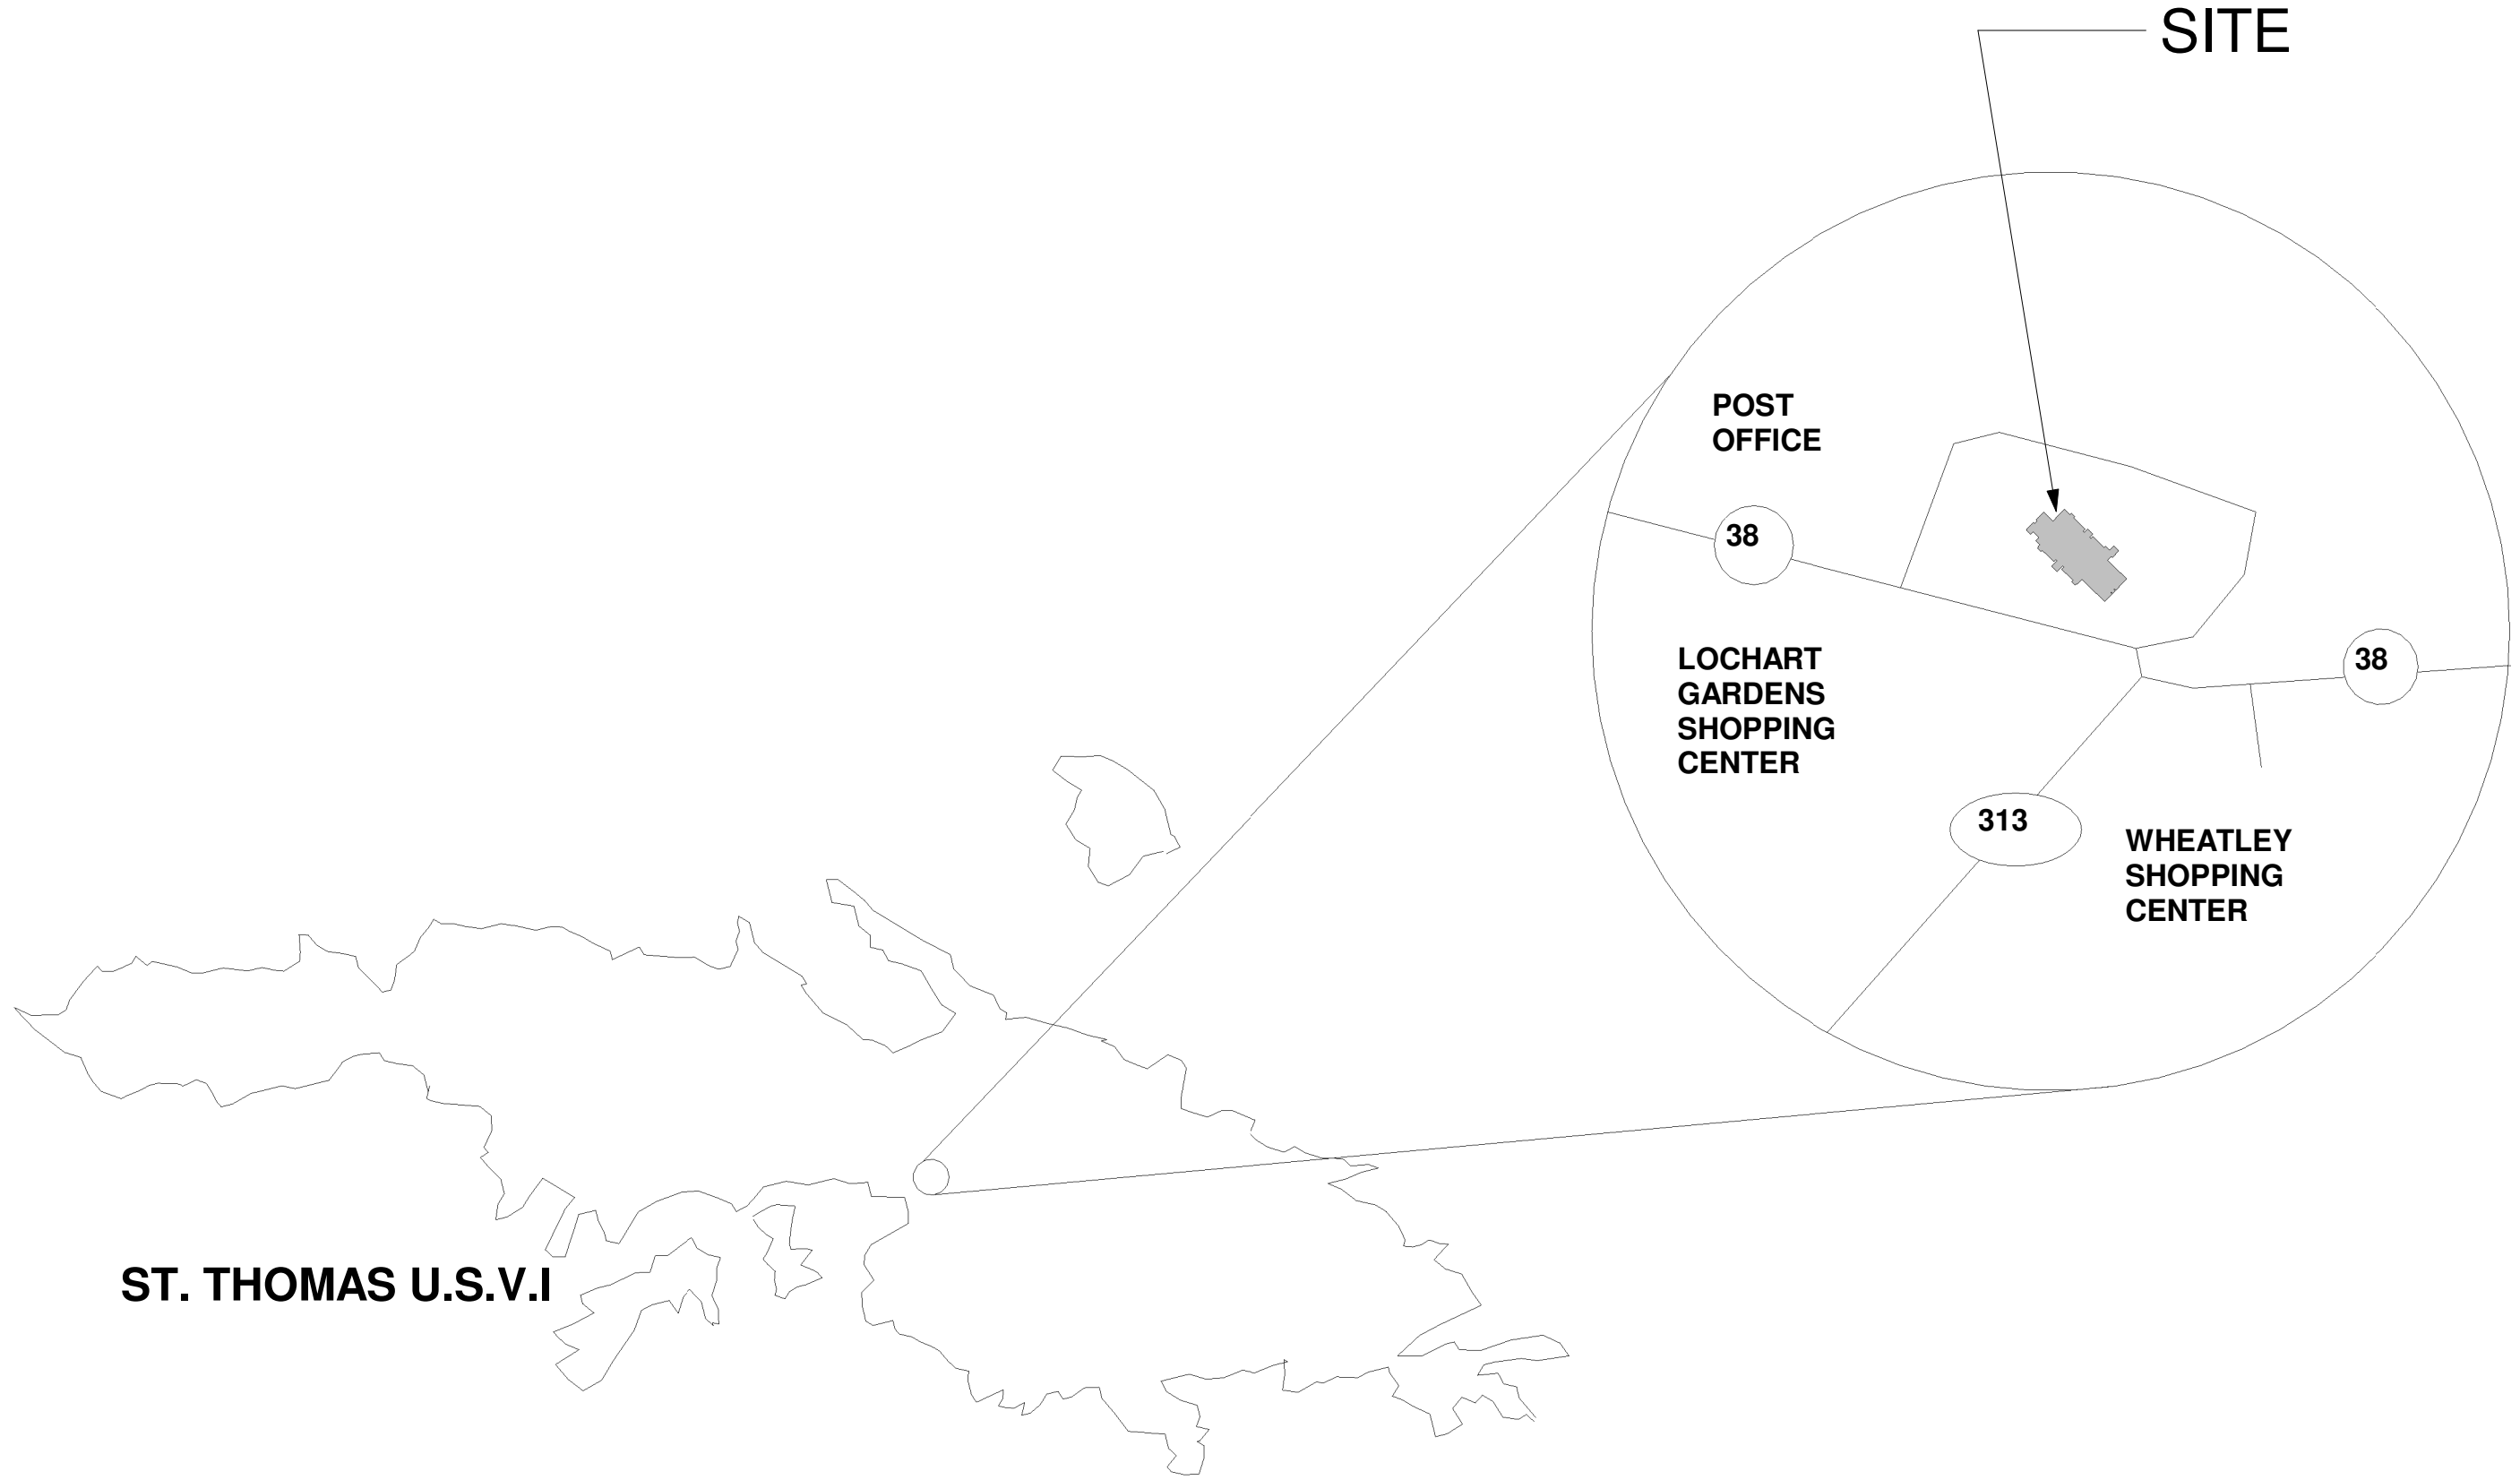 SITE
POST
OFFICE
38
LOCHART
GARDENS
SHOPPING
CENTER
38
313
WHEATLEY
SHOPPING
CENTER
ST. THOMAS U.S.V.I